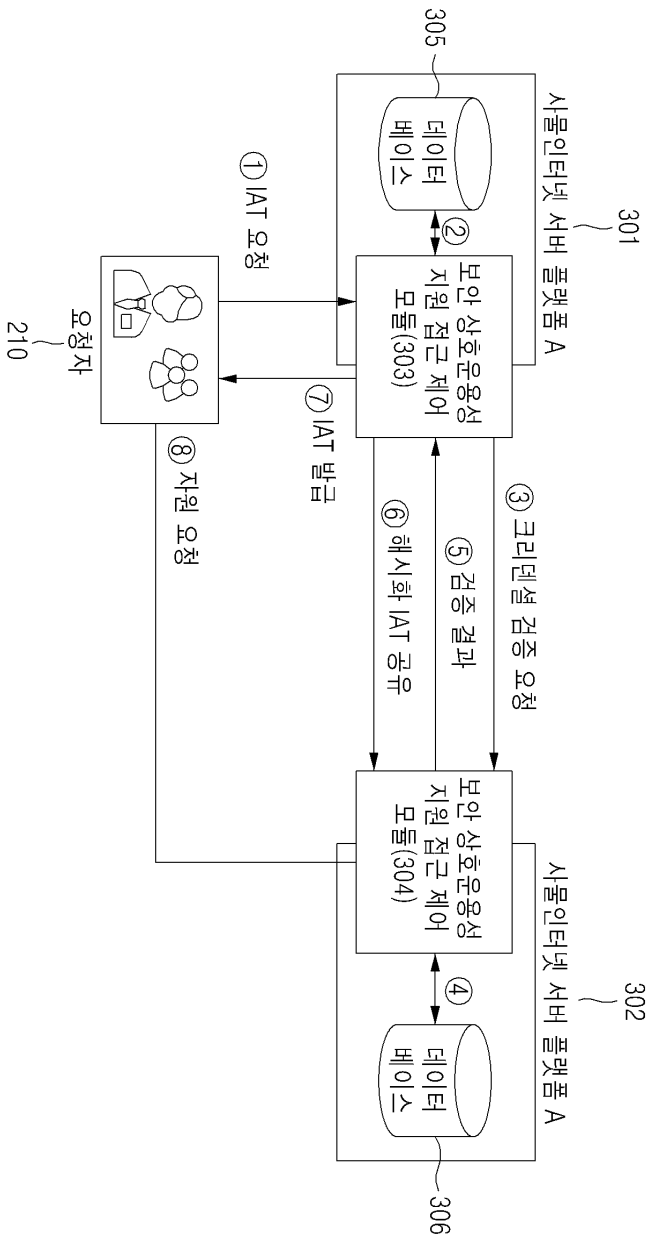 사물인터넷 서버 플랫폼 A
301
305
데이터
베이스
②
보안 상호운용성
지원 접근 제어
모듈(303)
① IAT 요청
⑦ IAT 발급
요청자
210
③ 크리덴셜 검증 요청
⑤ 검증 결과
⑥ 해시화 IAT 공유
⑧ 자원 요청
사물인터넷 서버 플랫폼 A
302
보안 상호운용성
지원 접근 제어
모듈(304)
④
데이터
베이스
306